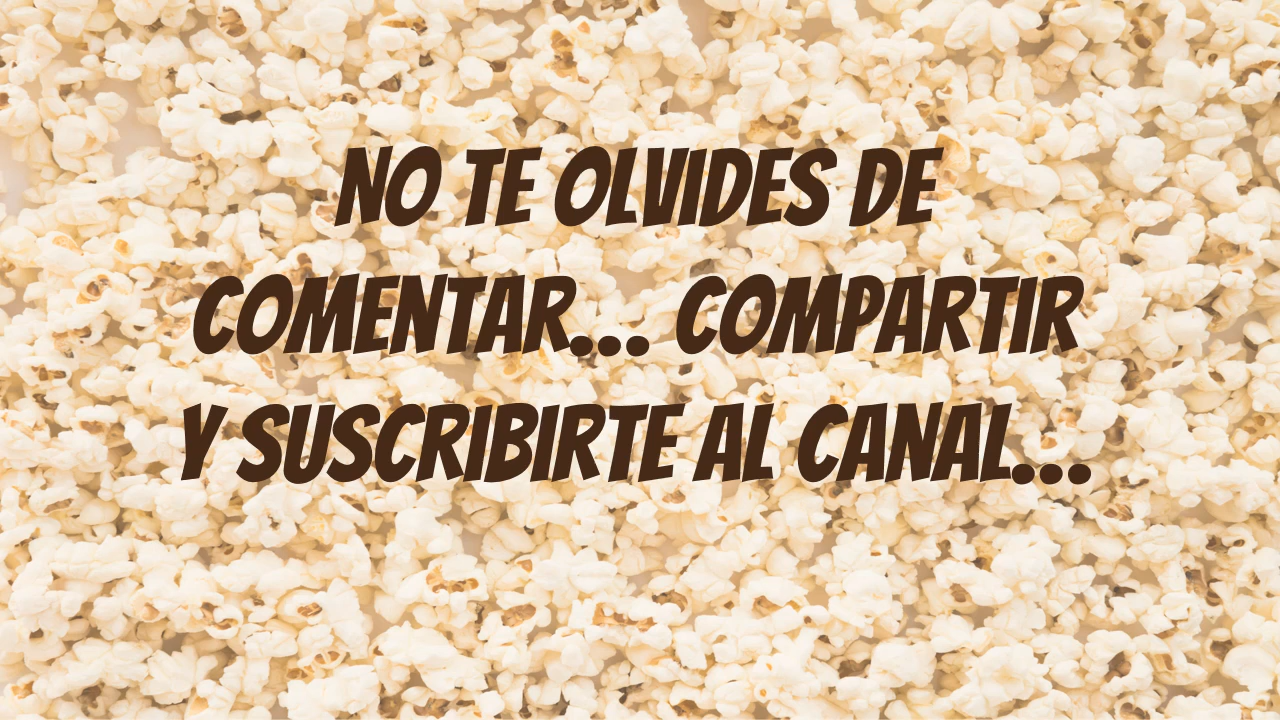 NO TE OLVIDES DE
COMENTAR... COMPARTIR
Y SUSCRIBIRTE AL CANAL...